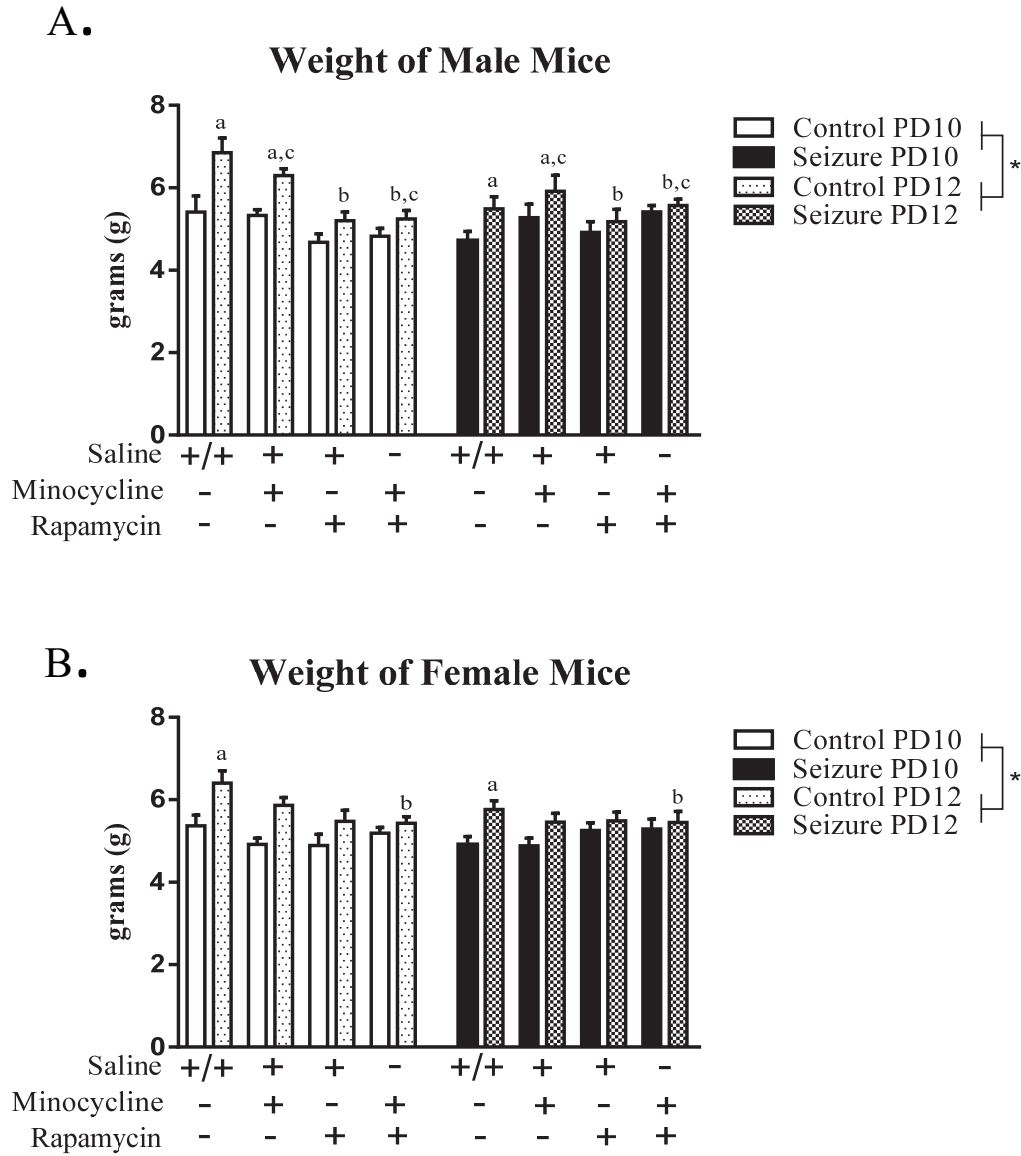 A.
Weight of Male Mice
8
6
4
2
0
grams (g)
a
a,c
b
b,c
a
a,c
b
b,c
Control PD10
Seizure PD10
Control PD12
Seizure PD12
*
Saline +/+ + + - +/+ + + -
Minocycline - + - + - + - +
Rapamycin - - + + - - + +
B.
Weight of Female Mice
8
6
4
2
0
grams (g)
a
b
a
b
Control PD10
Seizure PD10
Control PD12
Seizure PD12
*
Saline +/+ + + - +/+ + + -
Minocycline - + - + - + - +
Rapamycin - - + + - - + +